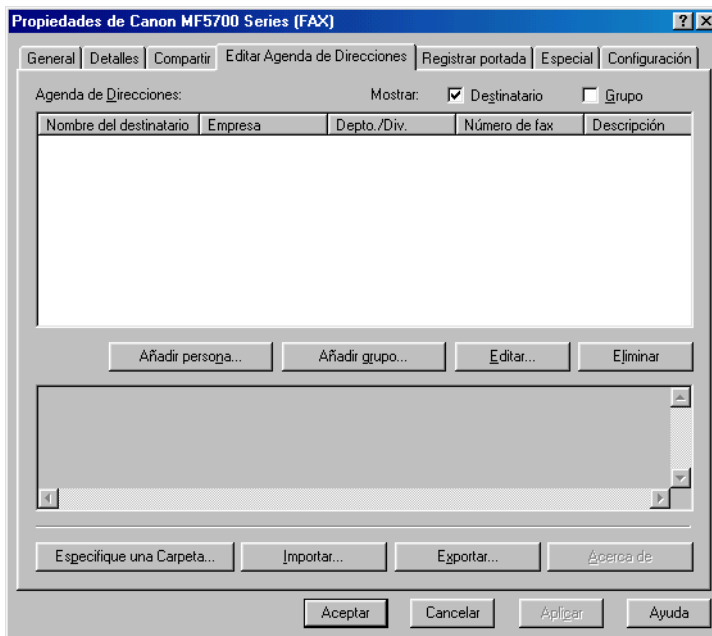 Propiedades de Canon MF5700 Series (FAX)
General Detalles Compartir Editar Agenda de Direcciones Registrar portada Especial Configuración
Agenda de Direcciones: Mostrar: Destinatario Grupo
Nombre del destinatario Empresa Depto./Div. Número de fax Descripción
Añadir persona... Añadir grupo... Editar... Eliminar
Especifique una Carpeta... Importar... Exportar... Acerca de
Aceptar Cancelar Aplicar Ayuda